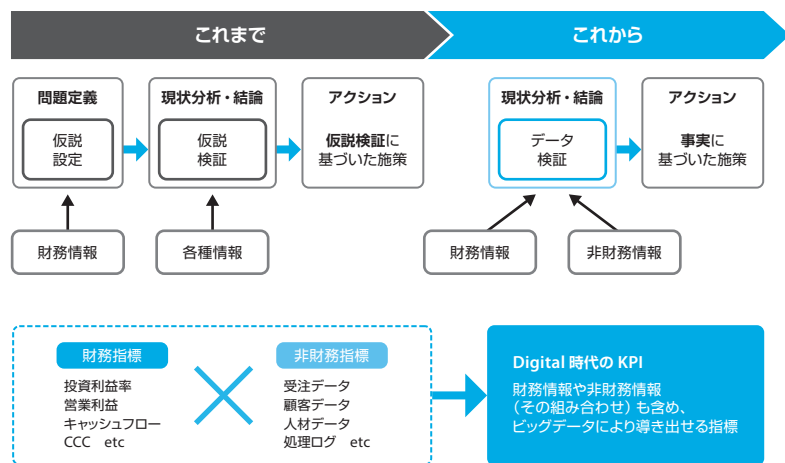 これまで
これから
問題定義
仮説
設定
現状分析・結論
仮説
検証
アクション
仮説検証に
基づいた施策
財務情報
各種情報
現状分析・結論
データ
検証
アクション
事実に
基づいた施策
財務情報
非財務情報
財務指標
投資利益率
営業利益
キャッシュフロー
CCC etc
非財務指標
受注データ
顧客データ
人材データ
処理ログ etc
Digital 時代の KPI
財務情報や非財務情報
（その組み合わせ）も含め、
ビッグデータにより導き出せる指標